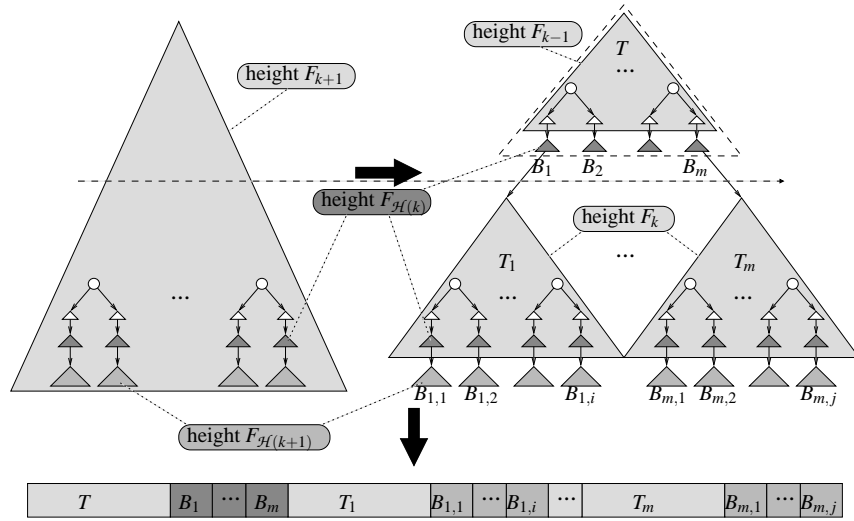 height F_{k+1}
height F_{k-1}
T
...
B_1 B_2 B_m
height F_{\mathcal{H}(k)}
height F_k
T_1 ... T_m
... ... ...
B_{1,1} B_{1,2} B_{1,i} B_{m,1} B_{m,2} B_{m,j}
height F_{\mathcal{H}(k+1)}
T B_1 ... B_m T_1 B_{1,1} ... B_{1,i} ... T_m B_{m,1} ... B_{m,j}